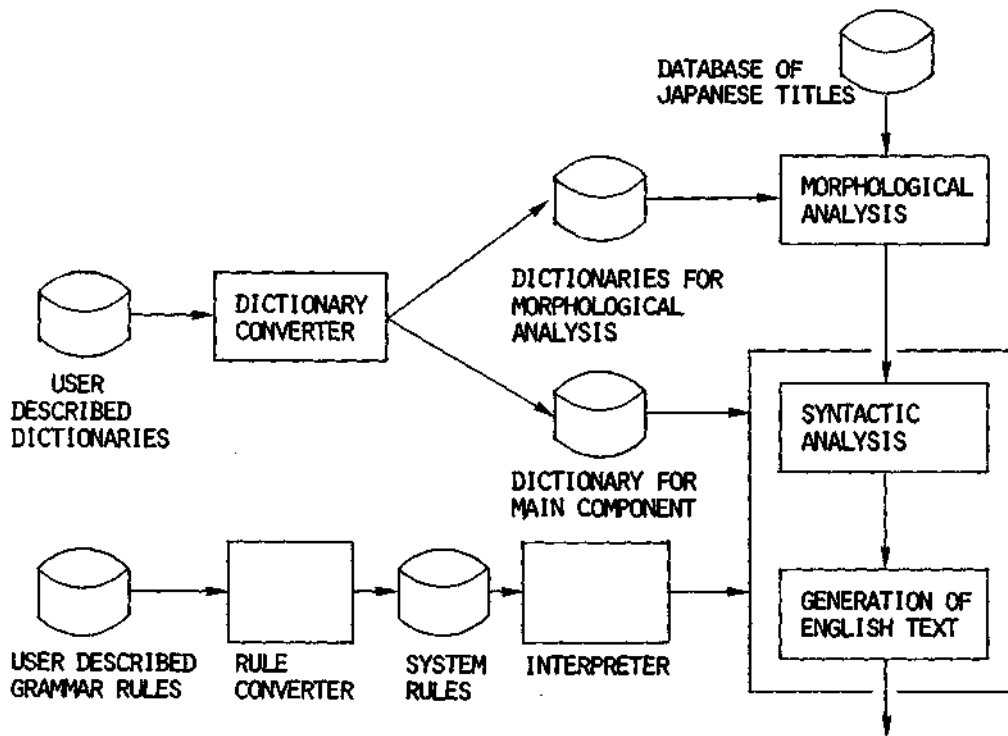 DATABASE OF
JAPANESE TITLES
MORPHOLOGICAL
ANALYSIS
DICTIONARIES FOR
MORPHOLOGICAL
ANALYSIS
DICTIONARY
CONVERTER
USER
DESCRIBED
DICTIONARIES
SYNTACTIC
ANALYSIS
DICTIONARY FOR
MAIN COMPONENT
GENERATION OF
ENGLISH TEXT
USER DESCRIBED
GRAMMAR RULES
RULE
CONVERTER
SYSTEM
RULES
INTERPRETER